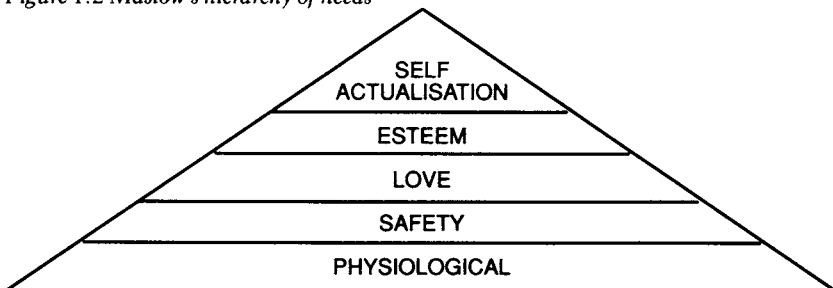 Figure 1.2 Maslow's hierarchy of needs
SELF
ACTUALISATION
ESTEEM
LOVE
SAFETY
PHYSIOLOGICAL